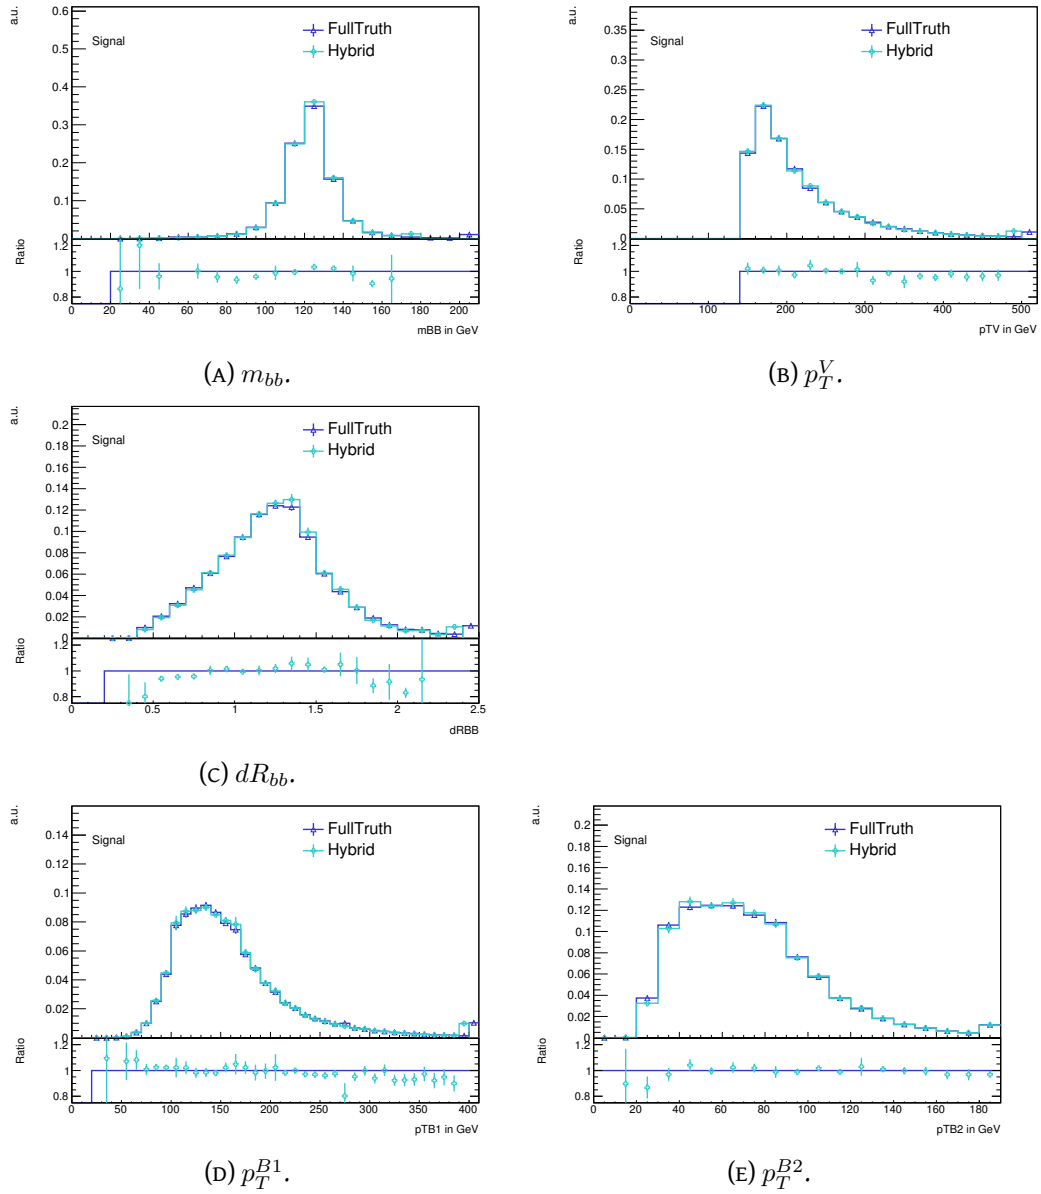 a.u.
0.6
0.5
0.4
0.3
0.2
0.1
0
Signal
FullTruth
Hybrid
Ratio
1.2
1
0.8
0 20 40 60 80 100 120 140 160 180 200
mBB in GeV
(A) m_{bb}.
a.u.
0.35
0.3
0.25
0.2
0.15
0.1
0.05
0
Signal
FullTruth
Hybrid
Ratio
1.2
1
0.8
0 100 200 300 400 500
pTV in GeV
(B) p_T^V.
a.u.
0.2
0.18
0.16
0.14
0.12
0.1
0.08
0.06
0.04
0.02
0
Signal
FullTruth
Hybrid
Ratio
1.2
1
0.8
0 0.5 1 1.5 2 2.5
dRBB
(C) dR_{bb}.
a.u.
0.14
0.12
0.1
0.08
0.06
0.04
0.02
0
Signal
FullTruth
Hybrid
Ratio
1.2
1
0.8
0 50 100 150 200 250 300 350 400
pTB1 in GeV
(D) p_T^{B1}.
a.u.
0.2
0.18
0.16
0.14
0.12
0.1
0.08
0.06
0.04
0.02
0
Signal
FullTruth
Hybrid
Ratio
1.2
1
0.8
0 20 40 60 80 100 120 140 160 180
pTB2 in GeV
(E) p_T^{B2}.